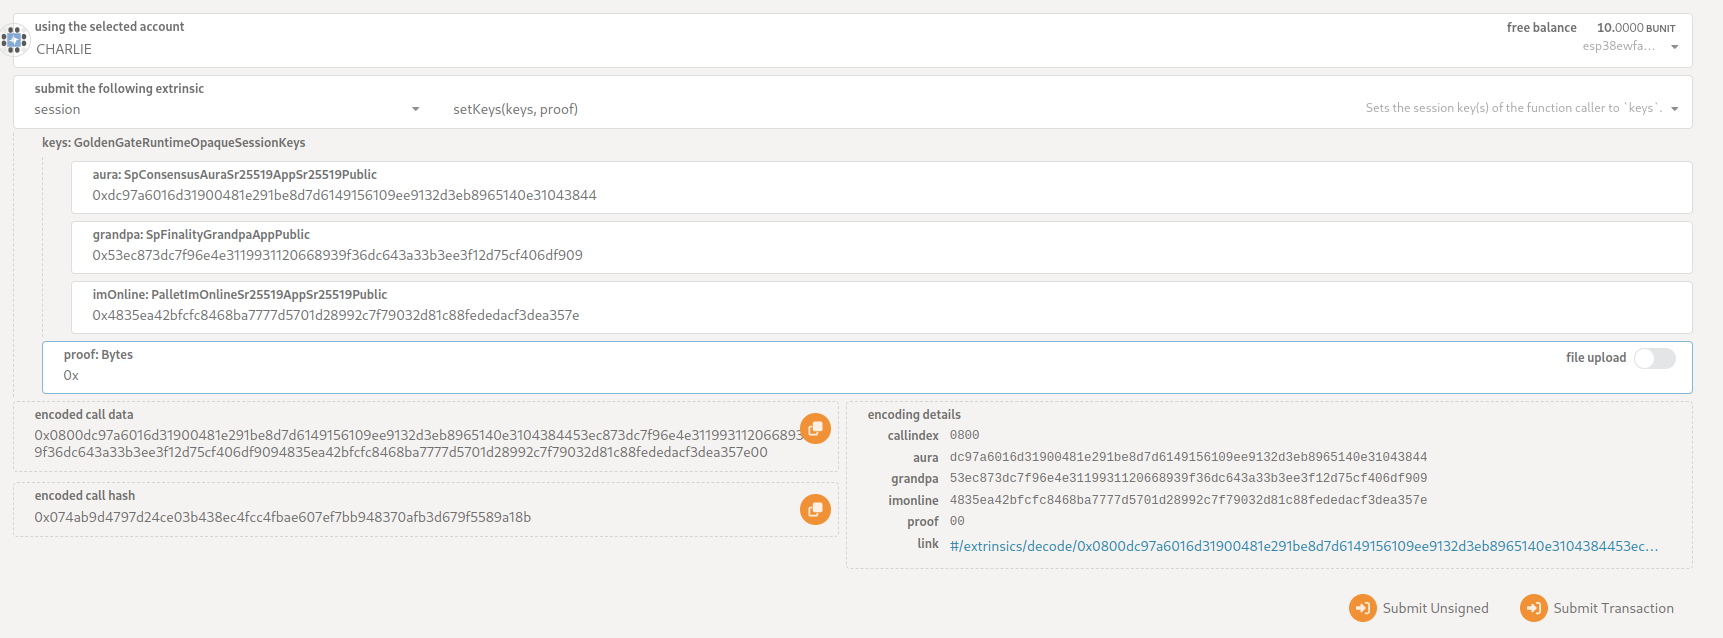 using the selected account
free balance 10.0000 BUNIT
CHARLIE
esp38ewfa...
submit the following extrinsic
session
setKeys(keys, proof)
Sets the session key(s) of the function caller to `keys`.
keys: GoldenGateRuntimeOpaqueSessionKeys
aura: SpConsensusAuraSr25519AppSr25519Public
0xdc97a6016d31900481e291be8d7d6149156109ee9132d3eb8965140e31043844
grandpa: SpFinalityGrandpaAppPublic
0x53ec873dc7f96e4e3119931120668939f36dc643a33b3ee3f12d75cf406df909
imOnline: PalletImOnlineSr25519AppSr25519Public
0x4835ea42bfcfc8468ba7777d5701d28992c7f79032d81c88fededacf3dea357e
proof: Bytes
file upload
0x
encoded call data
0x0800dc97a6016d31900481e291be8d7d6149156109ee9132d3eb8965140e3104384453ec873dc7f96e4e311993112066893
9f36dc643a33b3ee3f12d75cf406df9094835ea42bfcfc8468ba7777d5701d28992c7f79032d81c88fededacf3dea357e00
encoded call hash
0x074ab9d4797d24ce03b438ec4fcc4fbae607ef7bb948370afb3d679f5589a18b
encoding details
callindex 0800
aura dc97a6016d31900481e291be8d7d6149156109ee9132d3eb8965140e31043844
grandpa 53ec873dc7f96e4e3119931120668939f36dc643a33b3ee3f12d75cf406df909
imonline 4835ea42bfcfc8468ba7777d5701d28992c7f79032d81c88fededacf3dea357e
proof 00
link #/extrinsics/decode/0x0800dc97a6016d31900481e291be8d7d6149156109ee9132d3eb8965140e3104384453ec...
Submit Unsigned
Submit Transaction